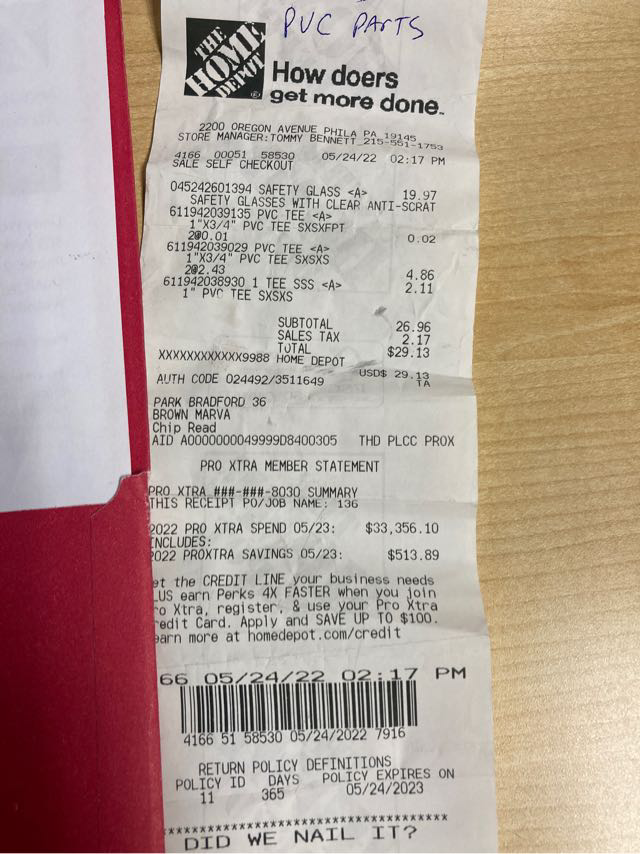 PVC PARTS
THE HOME DEPOT
How doers
get more done.
2200 OREGON AVENUE PHILA PA 19145
STORE MANAGER:TOMMY BENNETT 215-551-1753
4166 00051 58530 05/24/22 02:17 PM
SALE SELF CHECKOUT
045242601394 SAFETY GLASS <A> 19.97
SAFETY GLASSES WITH CLEAR ANTI-SCRAT
611942039135 PVC TEE <A>
1"X3/4" PVC TEE SXSXFPT
2@0.01 0.02
611942039029 PVC TEE <A>
1"X3/4" PVC TEE SXSXS
2@2.43 4.86
611942038930 1 TEE SSS <A> 2.11
1" PVC TEE SXSXS
SUBTOTAL 26.96
SALES TAX 2.17
TOTAL $29.13
XXXXXXXXXXXX9988 HOME DEPOT
USD$ 29.13
AUTH CODE 024492/3511649 TA
PARK BRADFORD 36
BROWN MARVA
Chip Read
AID A0000000049999D8400305 THD PLCC PROX
PRO XTRA MEMBER STATEMENT
PRO XTRA ###-###-8030 SUMMARY
THIS RECEIPT PO/JOB NAME: 136
2022 PRO XTRA SPEND 05/23: $33,356.10
INCLUDES:
2022 PROXTRA SAVINGS 05/23: $513.89
et the CREDIT LINE your business needs
LUS earn Perks 4X FASTER when you join
ro Xtra, register, & use your Pro Xtra
redit Card. Apply and SAVE UP TO $100.
earn more at homedepot.com/credit
66 05/24/22 02:17 PM
4166 51 58530 05/24/2022 7916
RETURN POLICY DEFINITIONS
POLICY ID DAYS POLICY EXPIRES ON
11 365 05/24/2023
************************************
DID WE NAIL IT?